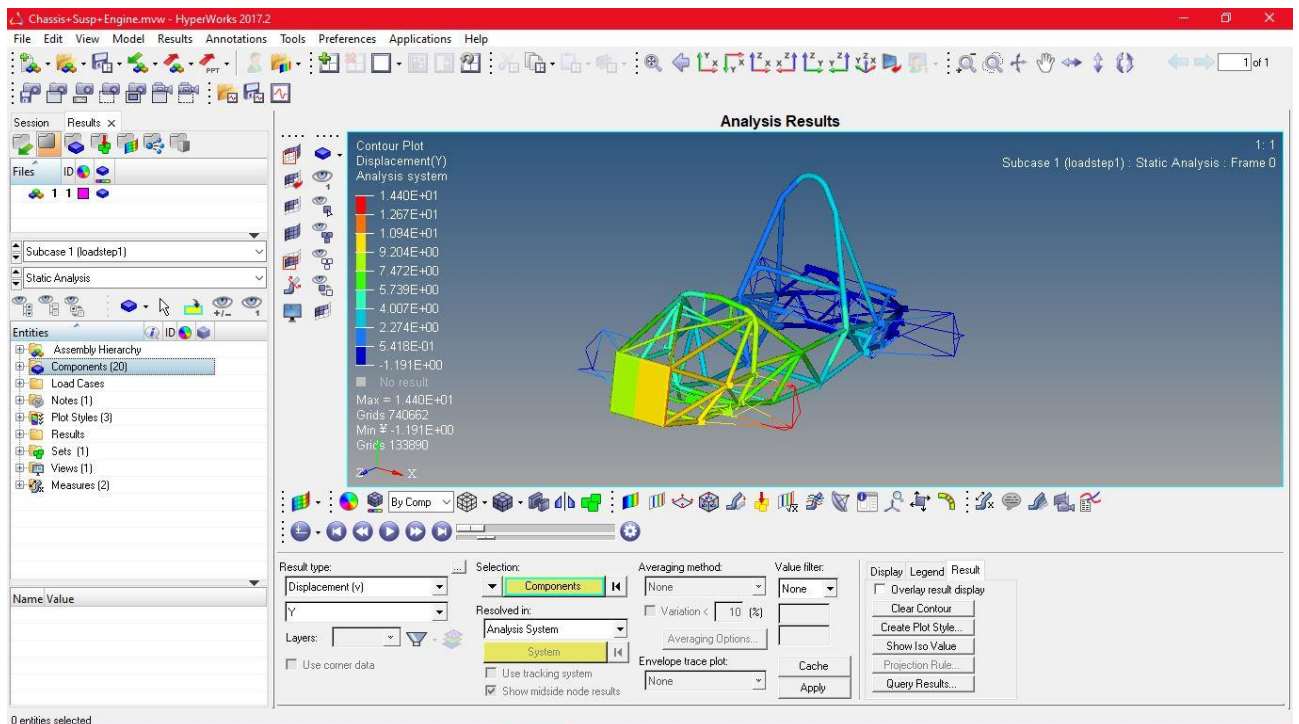 Chassis+Susp+Engine.mvw - HyperWorks 2017.2
File Edit View Model Results Annotations Tools Preferences Applications Help
PPT
1 of 1
Session Results
Analysis Results
Files ID
1 1
Subcase 1 (loadstep1)
Static Analysis
+/- 1
Entities ID
Assembly Hierarchy
Components (20)
Load Cases
Notes (1)
Plot Styles (3)
Results
Sets (1)
Views (1)
Measures (2)
Name Value
Contour Plot
Displacement(Y)
Analysis system
1.440E+01
1.267E+01
1.094E+01
9.204E+00
7.472E+00
5.739E+00
4.007E+00
2.274E+00
5.418E-01
-1.191E+00
No result
Max = 1.440E+01
Grids 740662
Min ¥ -1.191E+00
Grids 133890
Z X
1: 1
Subcase 1 (loadstep1) : Static Analysis : Frame 0
By Comp
Result type: ...
Displacement (v)
Y
Layers:
Use corner data
Selection:
Components
Resolved in:
Analysis System
System
Use tracking system
Show midside node results
Averaging method:
None
Variation < 10 (%)
Averaging Options...
Envelope trace plot:
None
Value filter:
None
Cache
Apply
Display Legend Result
Overlay result display
Clear Contour
Create Plot Style...
Show Iso Value
Projection Rule...
Query Results...
0 entities selected